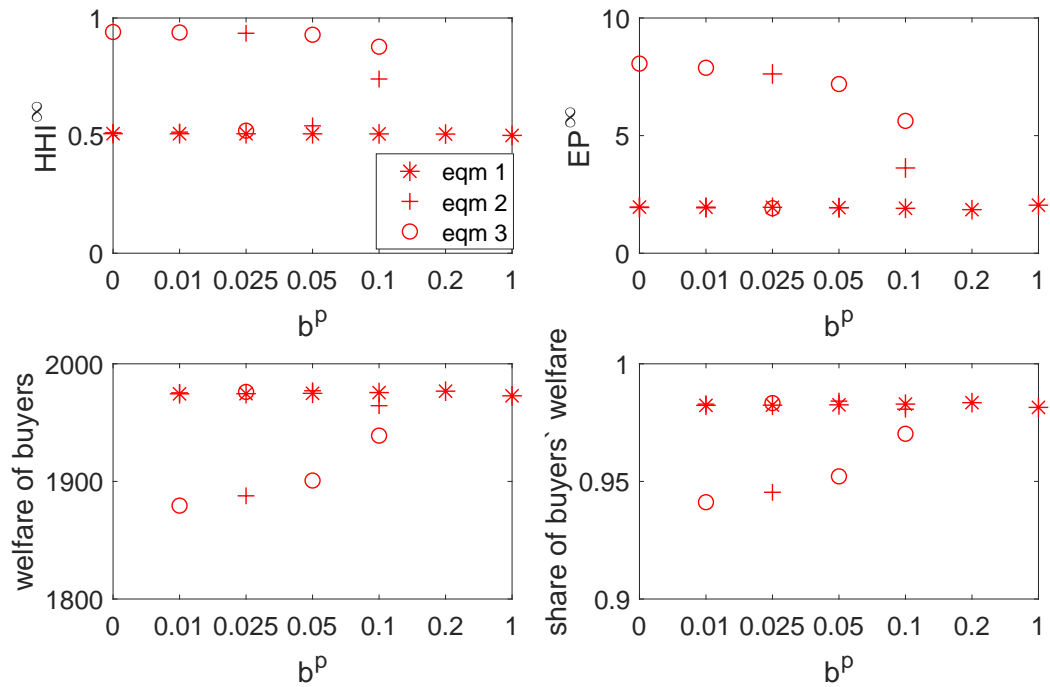 1
0.5
0
HHI∞
0 0.01 0.025 0.05 0.1 0.2 1
b^p
eqm 1
eqm 2
eqm 3
10
5
0
EP∞
0 0.01 0.025 0.05 0.1 0.2 1
b^p
2000
1900
1800
welfare of buyers
0 0.01 0.025 0.05 0.1 0.2 1
b^p
1
0.95
0.9
share of buyers` welfare
0 0.01 0.025 0.05 0.1 0.2 1
b^p